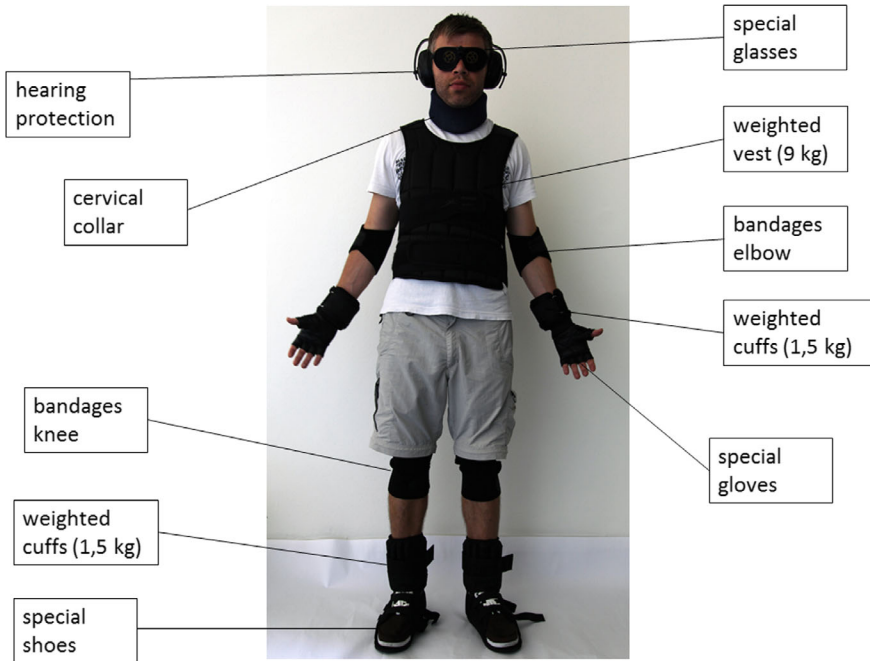 special
glasses
hearing
protection
weighted
vest (9 kg)
cervical
collar
bandages
elbow
weighted
cuffs (1,5 kg)
bandages
knee
special
gloves
weighted
cuffs (1,5 kg)
special
shoes